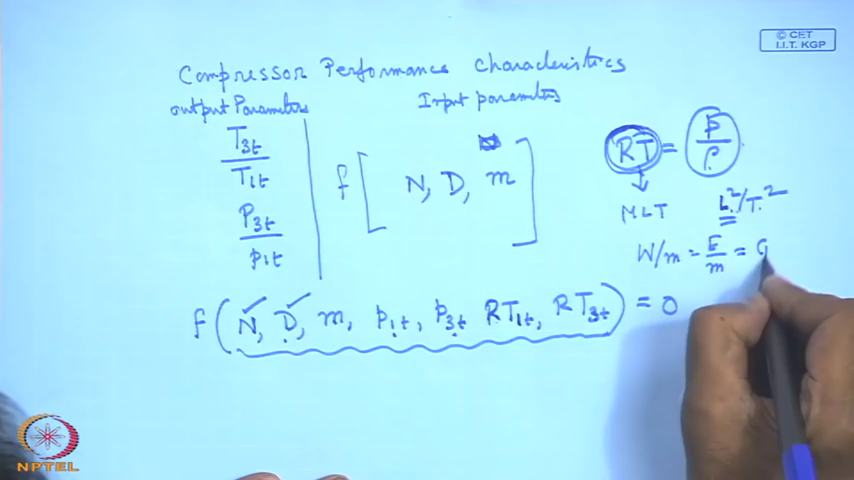 © CET
I.I.T. KGP
Compressor Performance characteristics
output Parameters Input parameters
T3t
T1t
f [ N, D, m ]
P3t
P1t
RT = p/ρ
MLT L²/T²
W/m = E/m =
f ( N, D, m, p1t, p3t RT1t, RT3t ) = 0
NPTEL